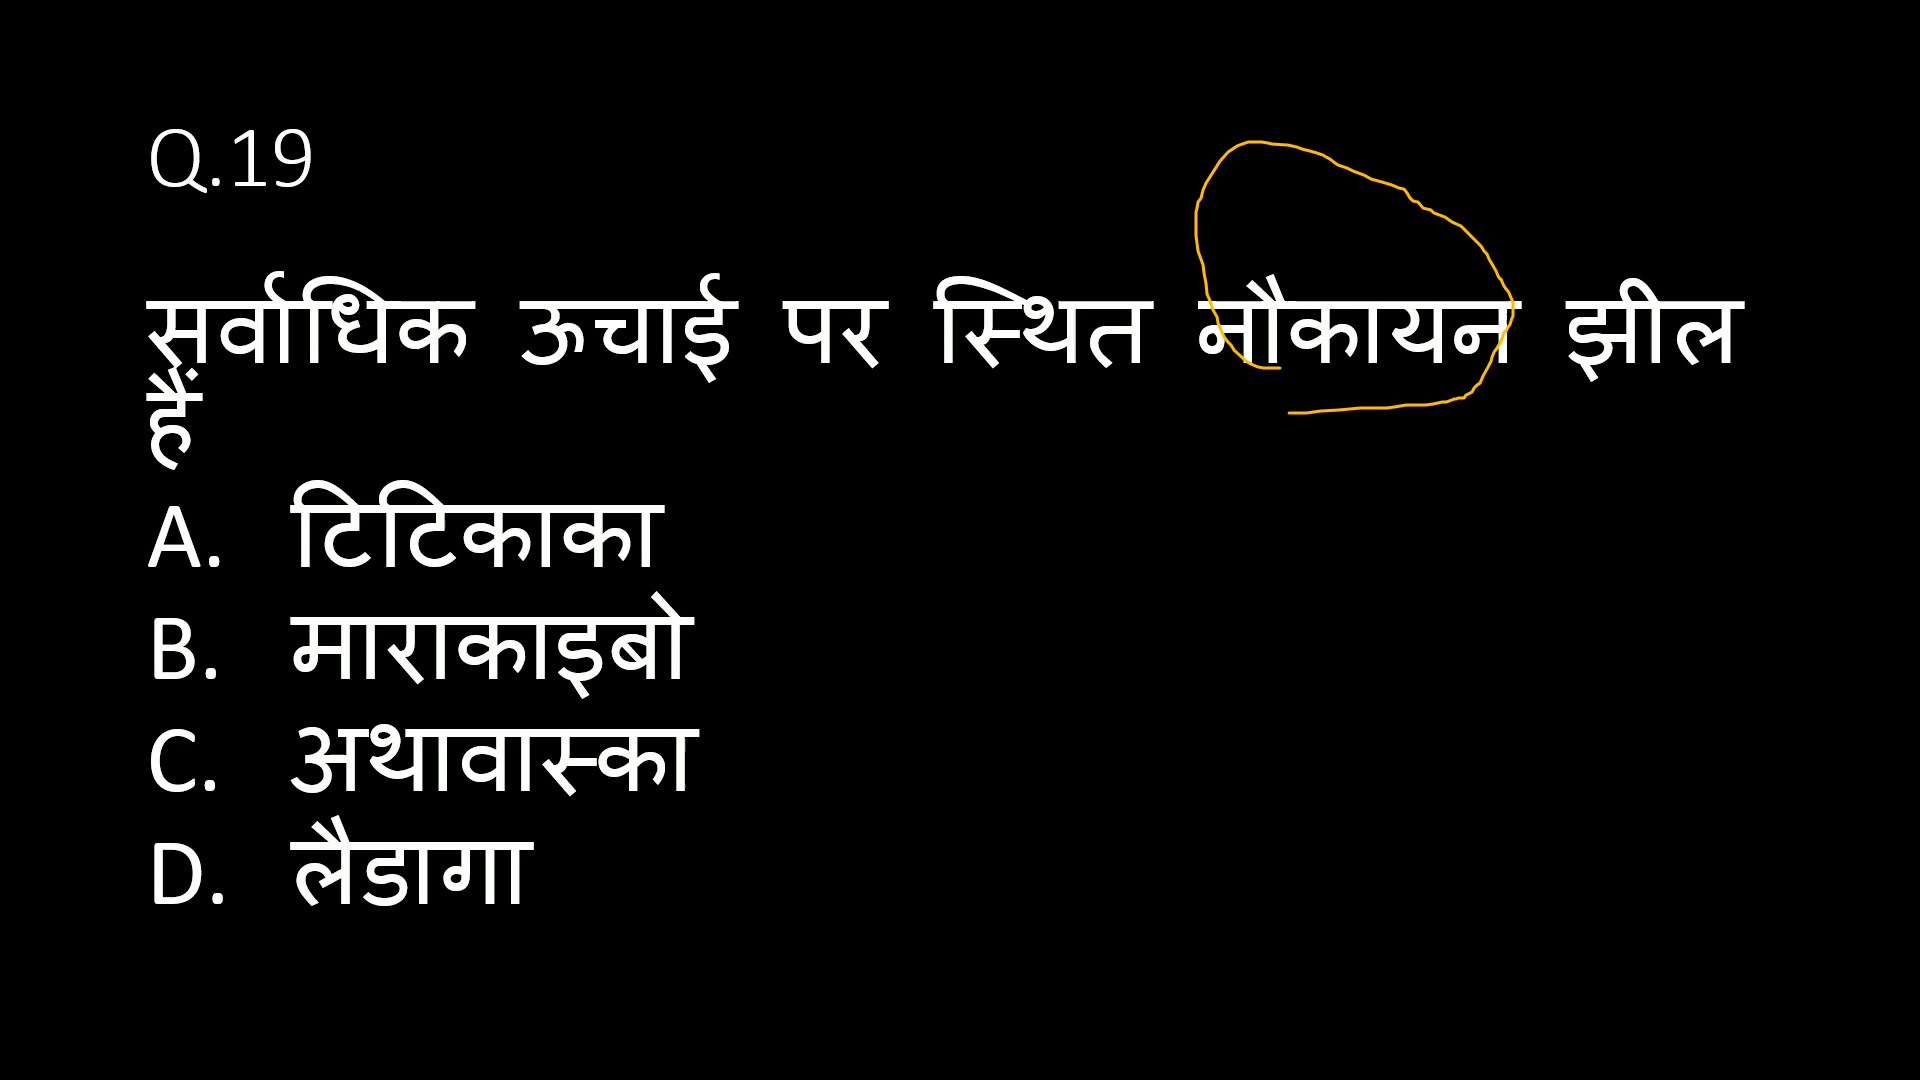 Q.19
सर्वाधिक ऊचाई पर स्थित नौकायन झील
हैं
A. टिटिकाका
B. माराकाइबो
C. अथावास्का
D. लैडागा